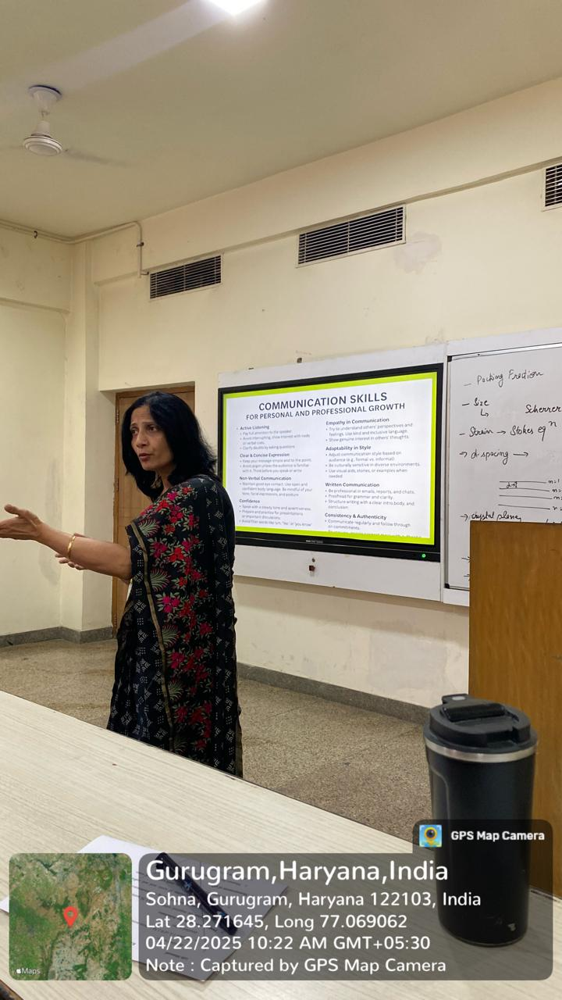 COMMUNICATION SKILLS
FOR PERSONAL AND PROFESSIONAL GROWTH
• Active Listening
• Pay full attention to the speaker.
• Avoid interrupting; show interest with nods
or verbal cues.
• Clarify doubts by asking questions.
Clear & Concise Expression
• Keep your message simple and to the point.
• Avoid jargon unless the audience is familiar
with it. Think before you speak or write
Non-Verbal Communication
• Maintain good eye contact. Use open and
confident body language. Be mindful of your
tone, facial expressions, and posture
Confidence
• Speak with a steady tone and assertiveness.
• Prepare and practice for presentations
or important discussions.
• Avoid filler words like
Empathy in Communication
• Try to understand others' perspectives and
feelings. Use kind and inclusive language.
• Show genuine interest in others' thoughts.
Adaptability in Style
• Adjust communication style based on
audience (e.g., formal vs. informal).
• Be culturally sensitive in diverse environments.
• Use visual aids, stories, or examples when
needed
Written Communication
• Be professional in emails, reports, and chats.
• Proofread for grammar and clarity.
• Structure writing with a clear intro, body, and
conclusion.
Consistency & Authenticity
Communicate regularly and follow through
on commitments.
- Packing Fraction
- Size
↳ Scherrer
- Strain → Stokes eqn
→ d-spacing →
→ crystal plane
GPS Map Camera
Gurugram,Haryana,India
Sohna, Gurugram, Haryana 122103, India
Lat 28.271645, Long 77.069062
04/22/2025 10:22 AM GMT+05:30
Note : Captured by GPS Map Camera
Maps